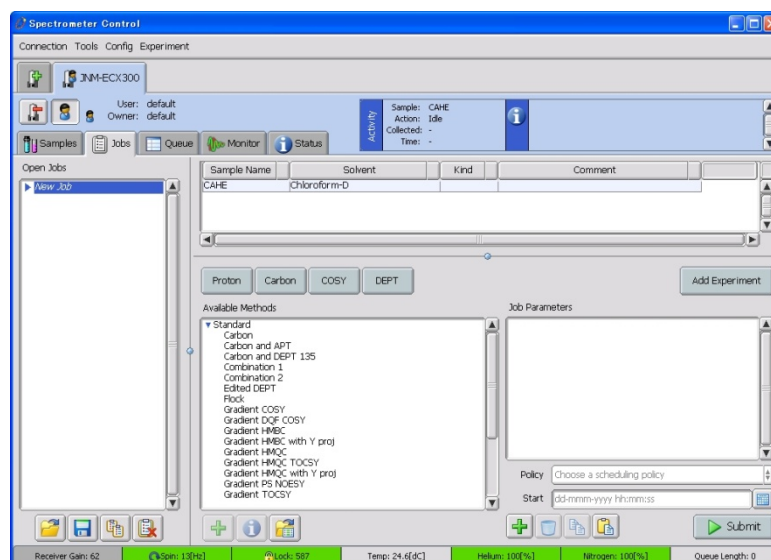 Spectrometer Control
Connection Tools Config Experiment
JNM-ECX300
User: default
Owner: default
Activity
Sample: CAHE
Action: Idle
Collected: -
Time: -
Samples Jobs Queue Monitor Status
Open Jobs
New Job
Sample Name Solvent Kind Comment
CAHE Chloroform-D
Proton Carbon COSY DEPT Add Experiment
Available Methods
Standard
Carbon
Carbon and APT
Carbon and DEPT 135
Combination 1
Combination 2
Edited DEPT
Flock
Gradient COSY
Gradient DQF COSY
Gradient HMBC
Gradient HMBC with Y proj
Gradient HMQC
Gradient HMQC TOCSY
Gradient HMQC with Y proj
Gradient PS NOESY
Gradient TOCSY
Job Parameters
Policy Choose a scheduling policy
Start dd-mmm-yyyy hh:mm:ss
Submit
Receiver Gain: 62 Spin: 13[Hz] Lock: 587 Temp: 24.6[dC] Helium: 100[%] Nitrogen: 100[%] Queue Length: 0